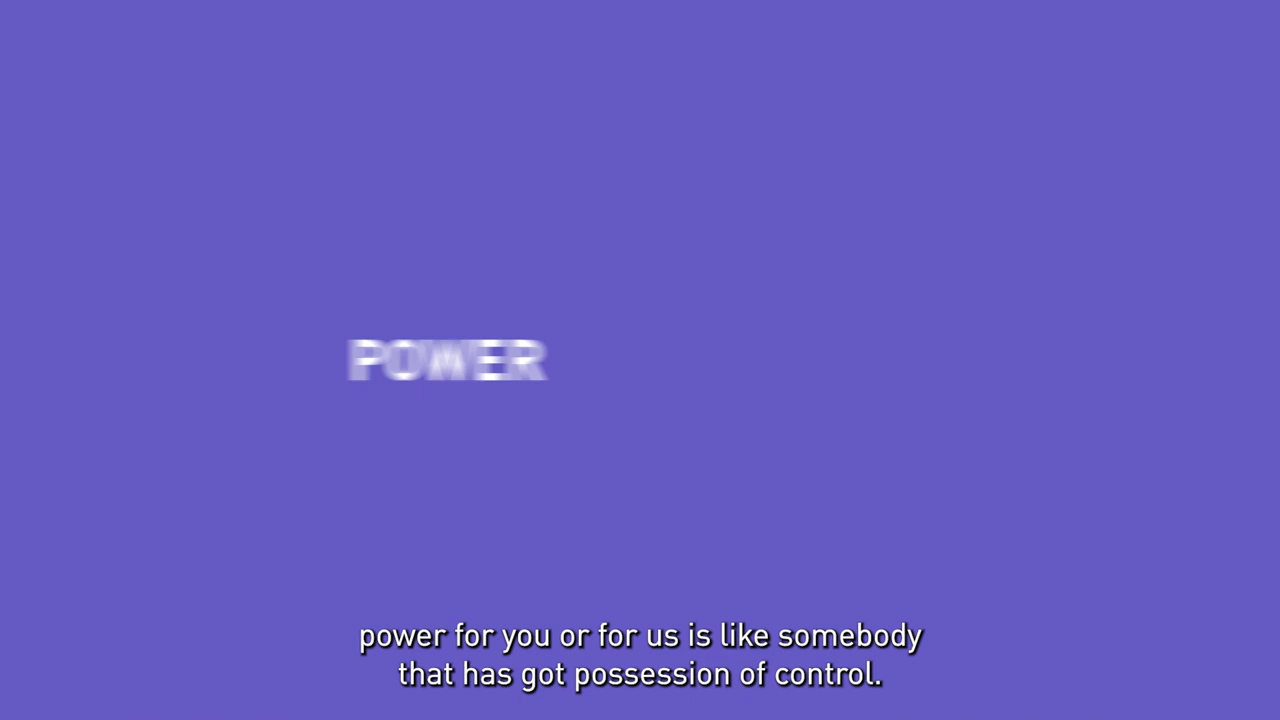 POWER
power for you or for us is like somebody
that has got possession of control.